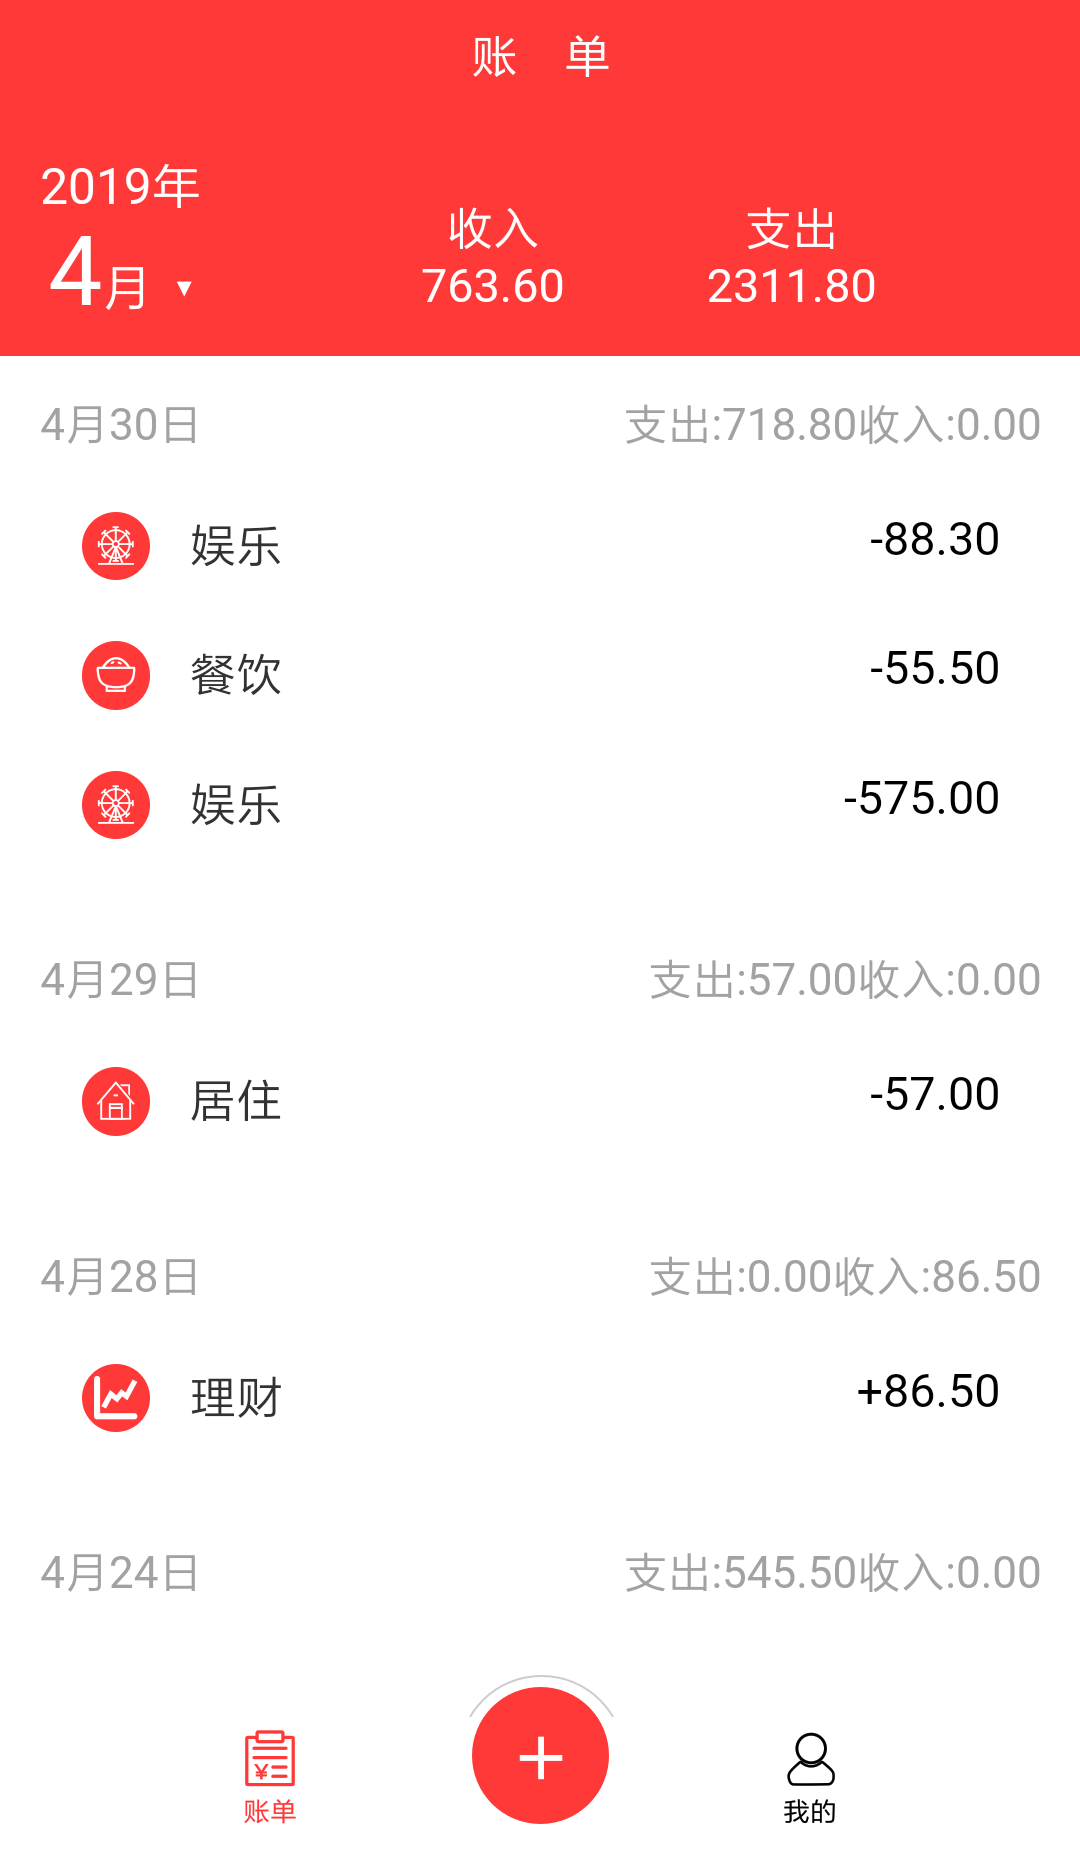 账 单
2019年
4月 ▼
收入
763.60
支出
2311.80
4月30日 支出:718.80收入:0.00
娱乐 -88.30
餐饮 -55.50
娱乐 -575.00
4月29日 支出:57.00收入:0.00
居住 -57.00
4月28日 支出:0.00收入:86.50
理财 +86.50
4月24日 支出:545.50收入:0.00
账单
我的